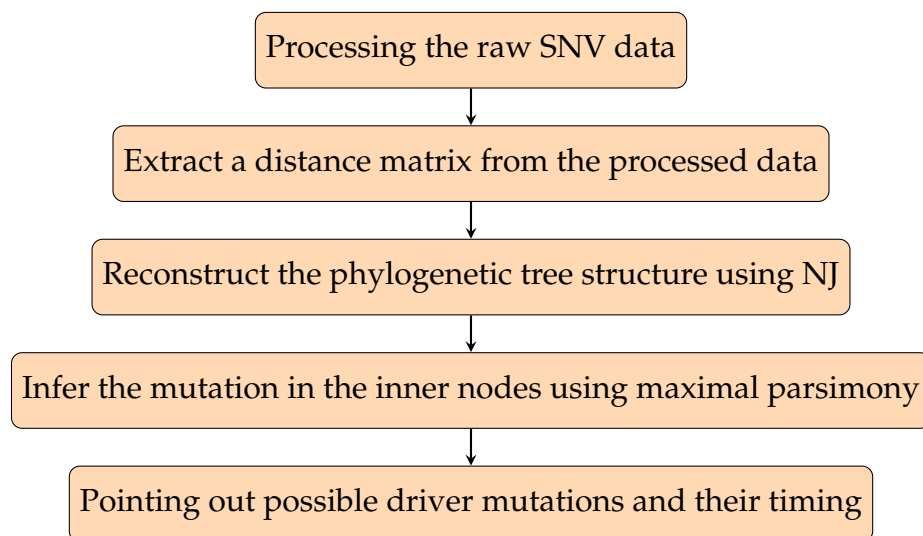 Processing the raw SNV data
Extract a distance matrix from the processed data
Reconstruct the phylogenetic tree structure using NJ
Infer the mutation in the inner nodes using maximal parsimony
Pointing out possible driver mutations and their timing